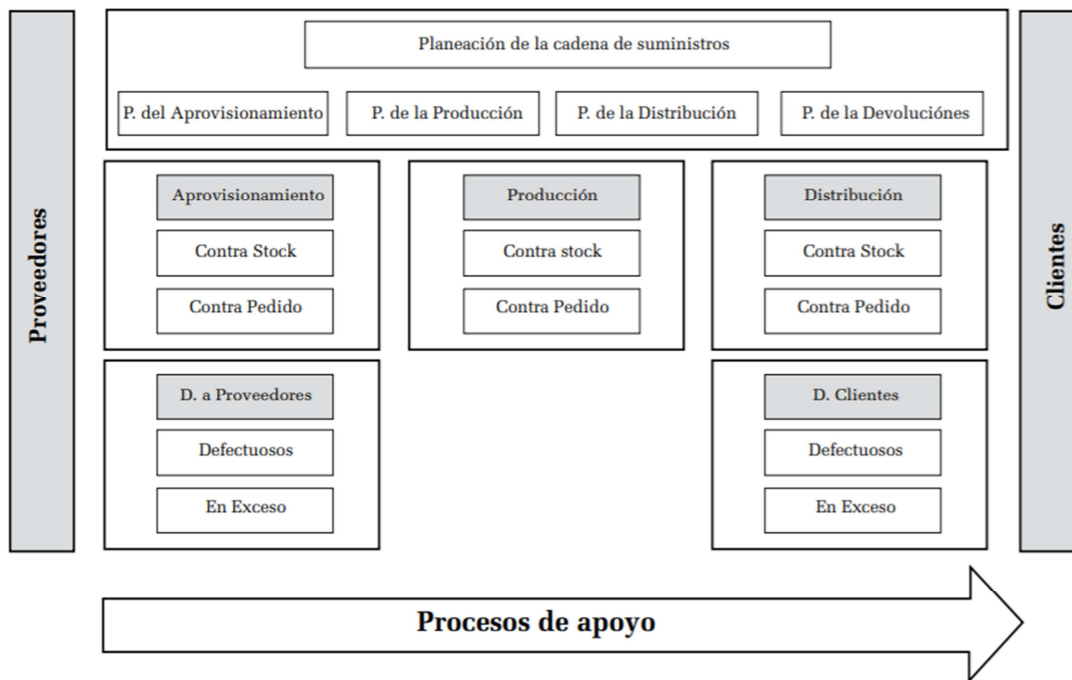 Planeación de la cadena de suministros
P. del Aprovisionamiento
P. de la Producción
P. de la Distribución
P. de la Devoluciónes
Proveedores
Clientes
Aprovisionamiento
Contra Stock
Contra Pedido
Producción
Contra stock
Contra Pedido
Distribución
Contra Stock
Contra Pedido
D. a Proveedores
Defectuosos
En Exceso
D. Clientes
Defectuosos
En Exceso
Procesos de apoyo